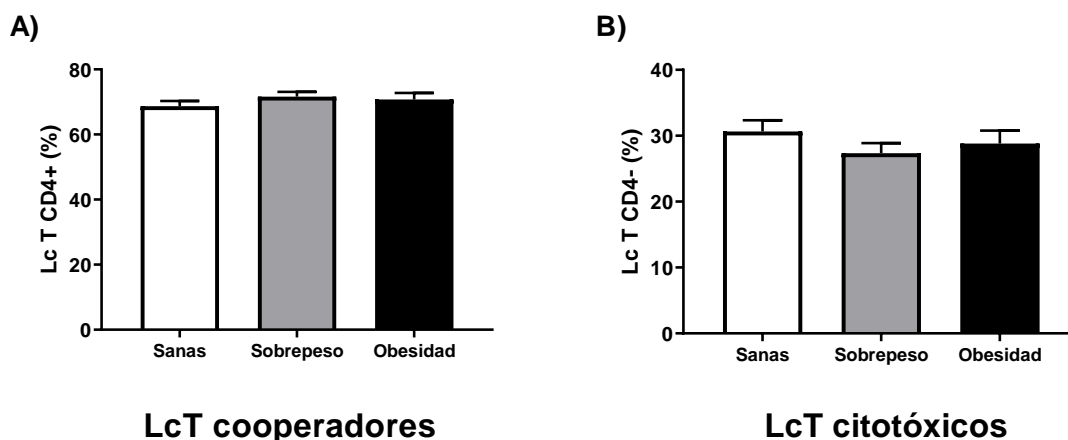 A)
Lc T CD4+ (%)
80
60
40
20
0
Sanas Sobrepeso Obesidad
LcT cooperadores
B)
Lc T CD4- (%)
40
30
20
10
0
Sanas Sobrepeso Obesidad
LcT citotóxicos